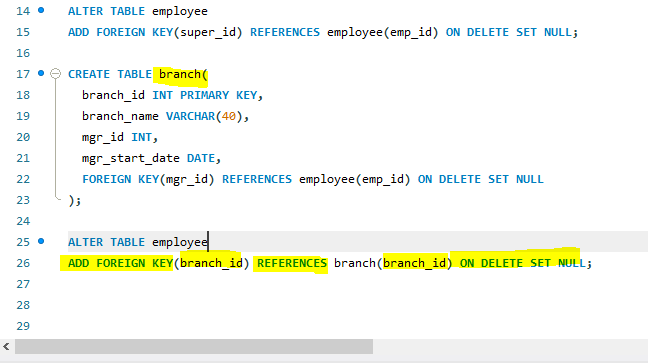 14 ALTER TABLE employee
15 ADD FOREIGN KEY(super_id) REFERENCES employee(emp_id) ON DELETE SET NULL;
16
17 CREATE TABLE branch(
18 branch_id INT PRIMARY KEY,
19 branch_name VARCHAR(40),
20 mgr_id INT,
21 mgr_start_date DATE,
22 FOREIGN KEY(mgr_id) REFERENCES employee(emp_id) ON DELETE SET NULL
23 );
24
25 ALTER TABLE employee
26 ADD FOREIGN KEY(branch_id) REFERENCES branch(branch_id) ON DELETE SET NULL;
27
28
29